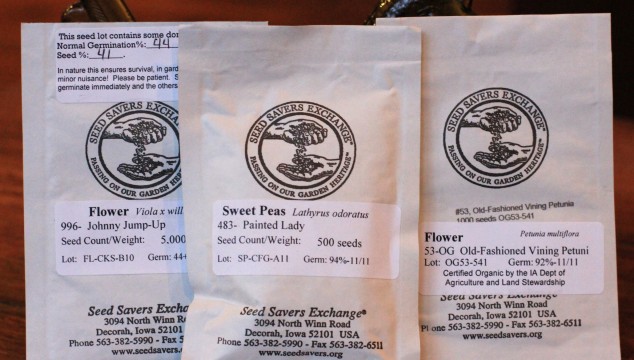 This seed lot contains some dor
Normal Germination%: 44
Seed %: 41
In nature this ensures survival, in gard
minor nuisance! Please be patient. S
germinate immediately and the others
SEED SAVERS EXCHANGE
PASSING ON OUR GARDEN HERITAGE
Flower Viola x will
996- Johnny Jump-Up
Seed Count/Weight: 5,000
Lot: FL-CKS-B10 Germ: 44+
Seed Savers Excha
3094 North Winn Road
Decorah, Iowa 52101
Phone 563-382-5990 - Fax 5
www.seedsavers.
SEED SAVERS EXCHANGE®
PASSING ON OUR GARDEN HERITAGE™
Sweet Peas Lathyrus odoratus
483- Painted Lady
Seed Count/Weight: 500 seeds
Lot: SP-CFG-A11 Germ: 94%-11/11
Seed Savers Exchange®
3094 North Winn Road
Decorah, Iowa 52101 USA
Phone 563-382-5990 - Fax 563-382-6511
www.seedsavers.org
SEED SAVERS EXCHANGE®
PASSING ON OUR GARDEN HERITAGE™
#53, Old-Fashioned Vining Petunia
1000 seeds OG53-541
Flower Petunia multiflora
53-OG Old-Fashioned Vining Petuni
Lot: OG53-541 Germ: 92%-11/11
Certified Organic by the IA Dept of
Agriculture and Land Stewardship
Seed Savers Exchange
3094 North Winn Road
Decorah, Iowa 52101 USA
Phone 563-382-5990 - Fax 563-382-6511
www.seedsavers.org